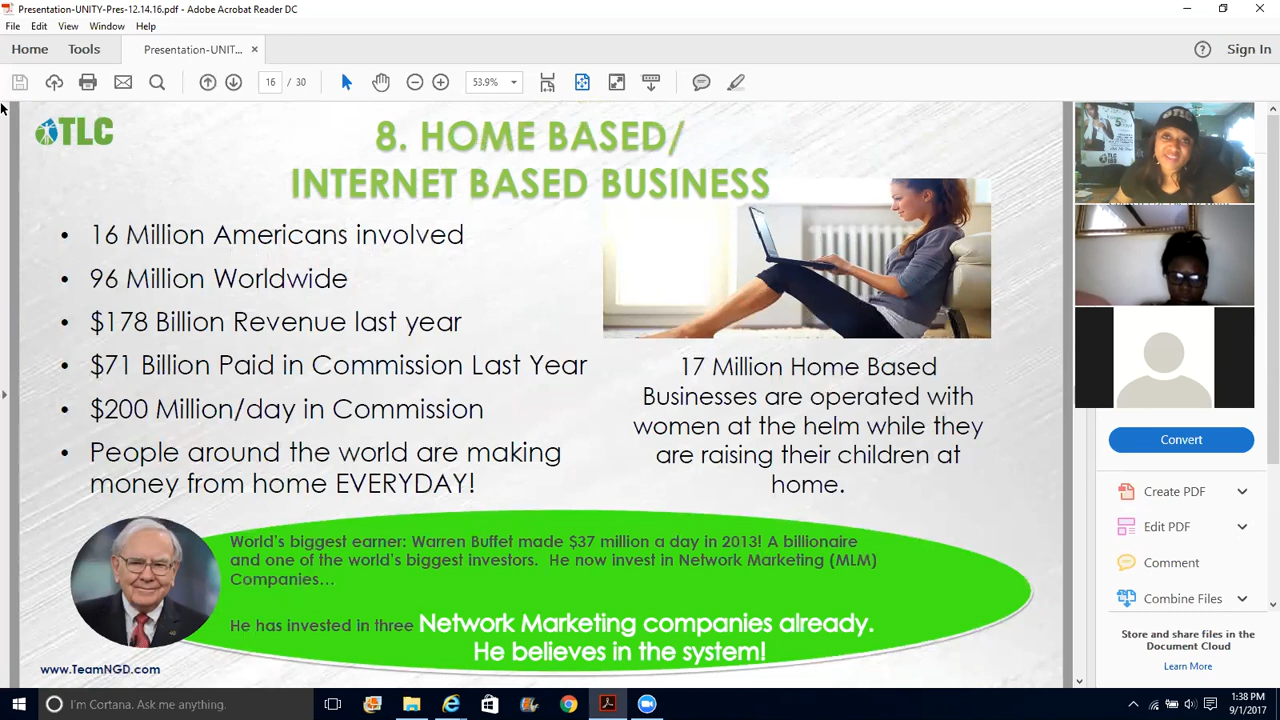 Presentation-UNITY-Pres-12.14.16.pdf - Adobe Acrobat Reader DC
File Edit View Window Help
Home Tools Presentation-UNIT... × Sign In
16 / 30 53.9%
TLC
8. HOME BASED/
INTERNET BASED BUSINESS
• 16 Million Americans involved
• 96 Million Worldwide
• $178 Billion Revenue last year
• $71 Billion Paid in Commission Last Year
• $200 Million/day in Commission
• People around the world are making
money from home EVERYDAY!
17 Million Home Based
Businesses are operated with
women at the helm while they
are raising their children at
home.
World's biggest earner: Warren Buffet made $37 million a day in 2013! A billionaire
and one of the world's biggest investors. He now invest in Network Marketing (MLM)
Companies…
He has invested in three Network Marketing companies already.
He believes in the system!
www.TeamNGD.com
Convert
Create PDF
Edit PDF
Comment
Combine Files
Store and share files in the
Document Cloud
Learn More
I'm Cortana. Ask me anything.
1:38 PM
9/1/2017